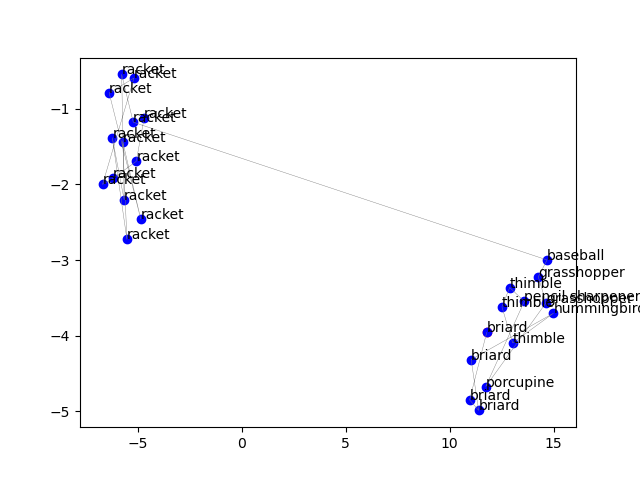 racket
racket
racket
racket
racket
racket
racket
racket
racket
racket
racket
racket
racket
baseball
grasshopper
thimble
pencil sharpener
grasshopper
thimble
hummingbird
briard
thimble
briard
porcupine
briard
briard
−1
−2
−3
−4
−5
−5
0
5
10
15